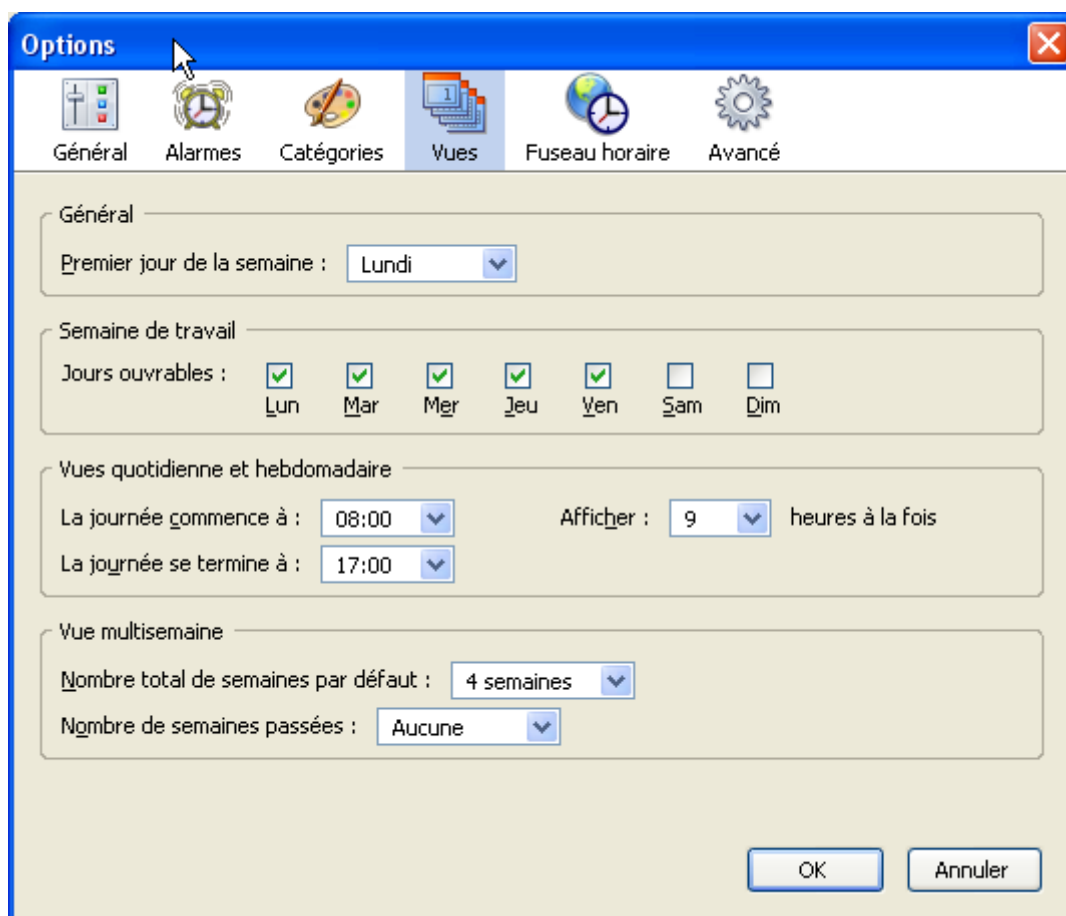 Options
Général Alarmes Catégories Vues Fuseau horaire Avancé
Général
Premier jour de la semaine : Lundi
Semaine de travail
Jours ouvrables :
Lun Mar Mer Jeu Ven Sam Dim
Vues quotidienne et hebdomadaire
La journée commence à : 08:00 Afficher : 9 heures à la fois
La journée se termine à : 17:00
Vue multisemaine
Nombre total de semaines par défaut : 4 semaines
Nombre de semaines passées : Aucune
OK Annuler